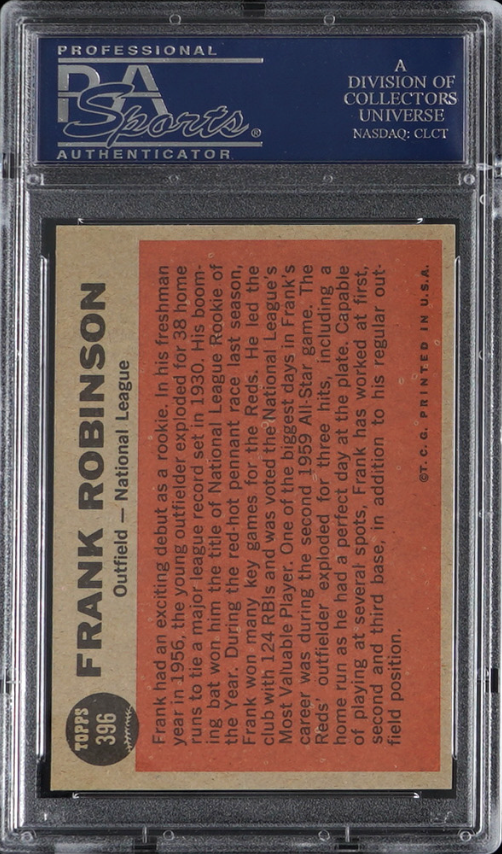 PROFESSIONAL
PSA
Sports®
AUTHENTICATOR
A
DIVISION OF
COLLECTORS
UNIVERSE
NASDAQ: CLCT
TOPPS
396
FRANK ROBINSON
Outfield — National League
Frank had an exciting debut as a rookie. In his freshman
year in 1956, the young outfielder exploded for 38 home
runs to tie a major league record set in 1930. His boom-
ing bat won him the title of National League Rookie of
the Year. During the red-hot pennant race last season,
Frank won many key games for the Reds. He led the
club with 124 RBIs and was voted the National League's
Most Valuable Player. One of the biggest days in Frank's
career was during the second 1959 All-Star game. The
Reds' outfielder exploded for three hits, including a
home run as he had a perfect day at the plate. Capable
of playing at several spots, Frank has worked at first,
second and third base, in addition to his regular out-
field position.
©T.C.G. PRINTED IN U.S.A.